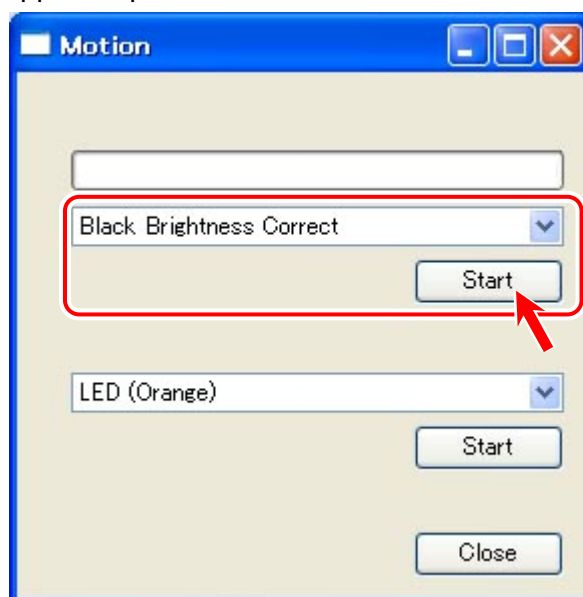 Motion
Black Brightness Correct
Start
LED (Orange)
Start
Close